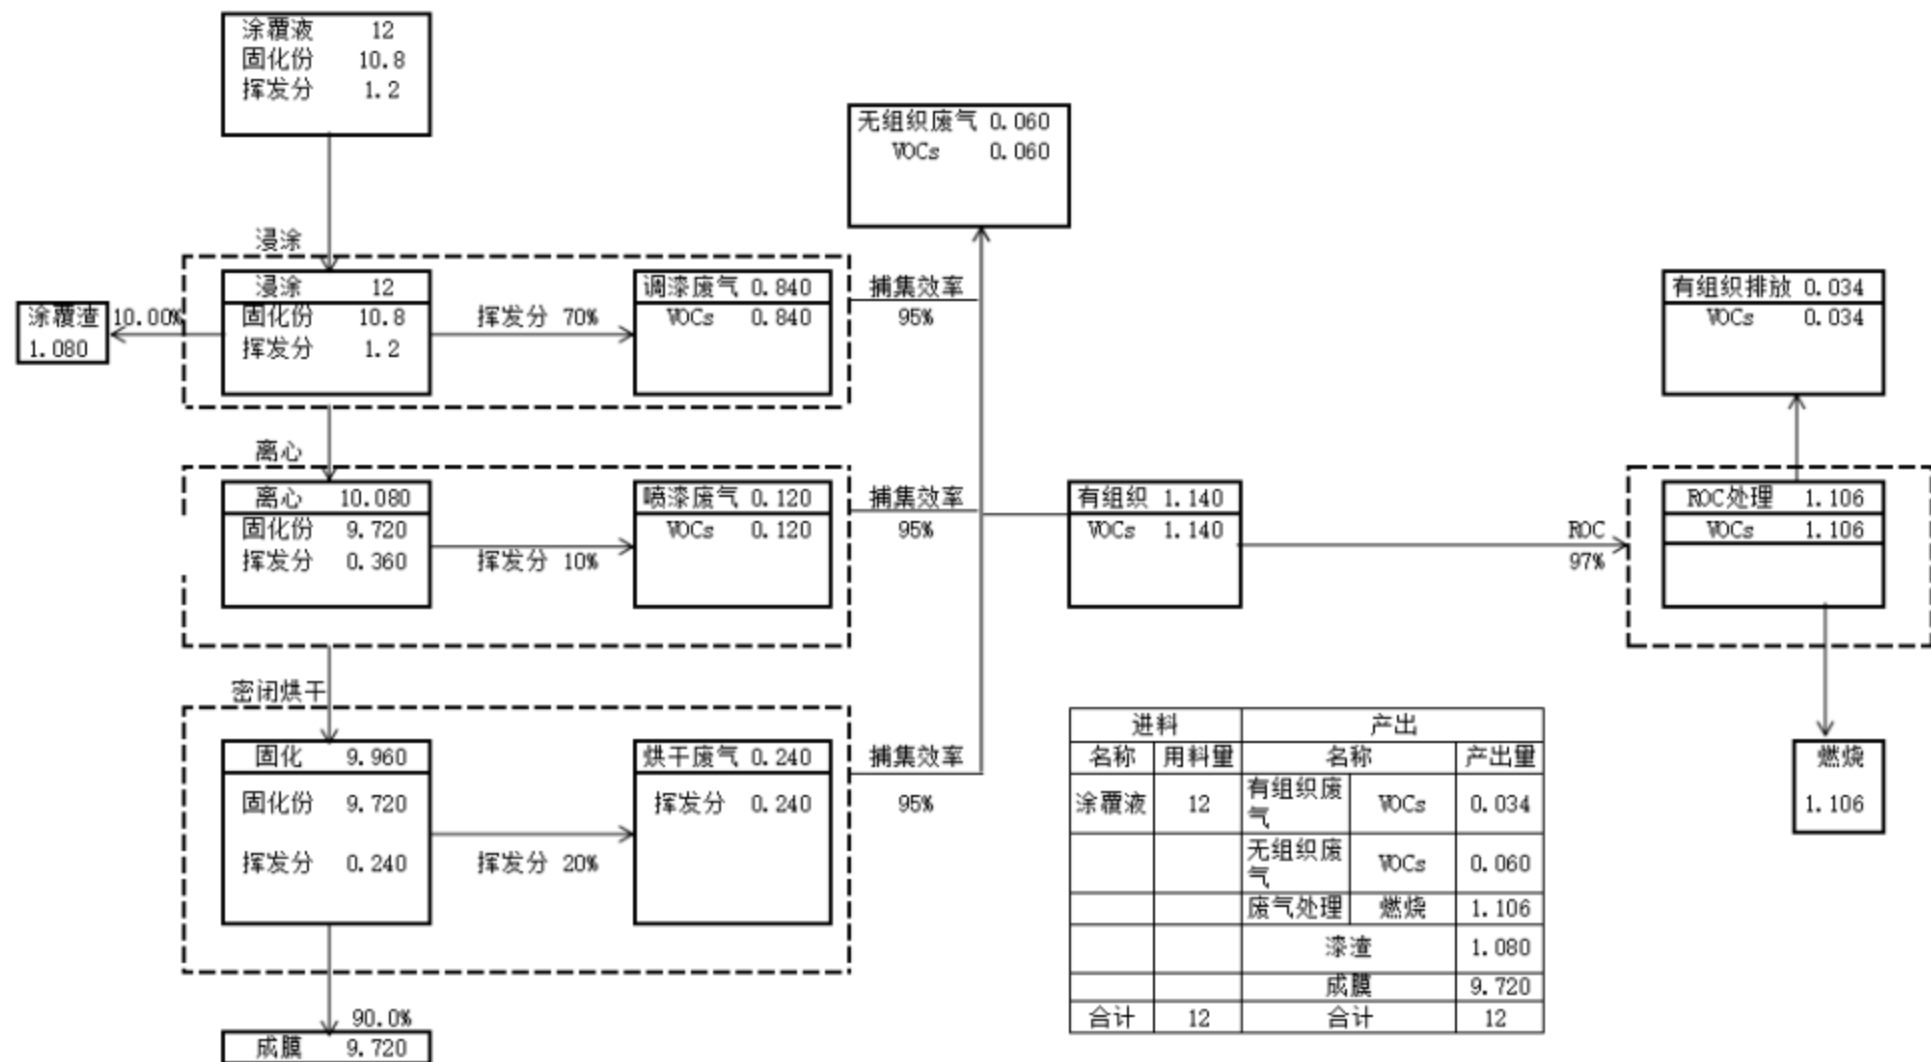 涂覆液 12
固化份 10.8
挥发分 1.2
无组织废气 0.060
VOCs 0.060
浸涂
浸涂 12
固化份 10.8
挥发分 1.2
涂覆渣
1.080
10.00%
挥发分 70%
调漆废气 0.840
VOCs 0.840
捕集效率
95%
有组织排放 0.034
VOCs 0.034
离心
离心 10.080
固化份 9.720
挥发分 0.360
挥发分 10%
喷漆废气 0.120
VOCs 0.120
捕集效率
95%
有组织 1.140
VOCs 1.140
ROC
97%
ROC处理 1.106
VOCs 1.106
密闭烘干
固化 9.960
固化份 9.720
挥发分 0.240
挥发分 20%
烘干废气 0.240
挥发分 0.240
捕集效率
95%
燃烧
1.106
90.0%
成膜 9.720
进料 产出
名称 用料量 名称 产出量
涂覆液 12 有组织废气 VOCs 0.034
无组织废气 VOCs 0.060
废气处理 燃烧 1.106
漆渣 1.080
成膜 9.720
合计 12 合计 12